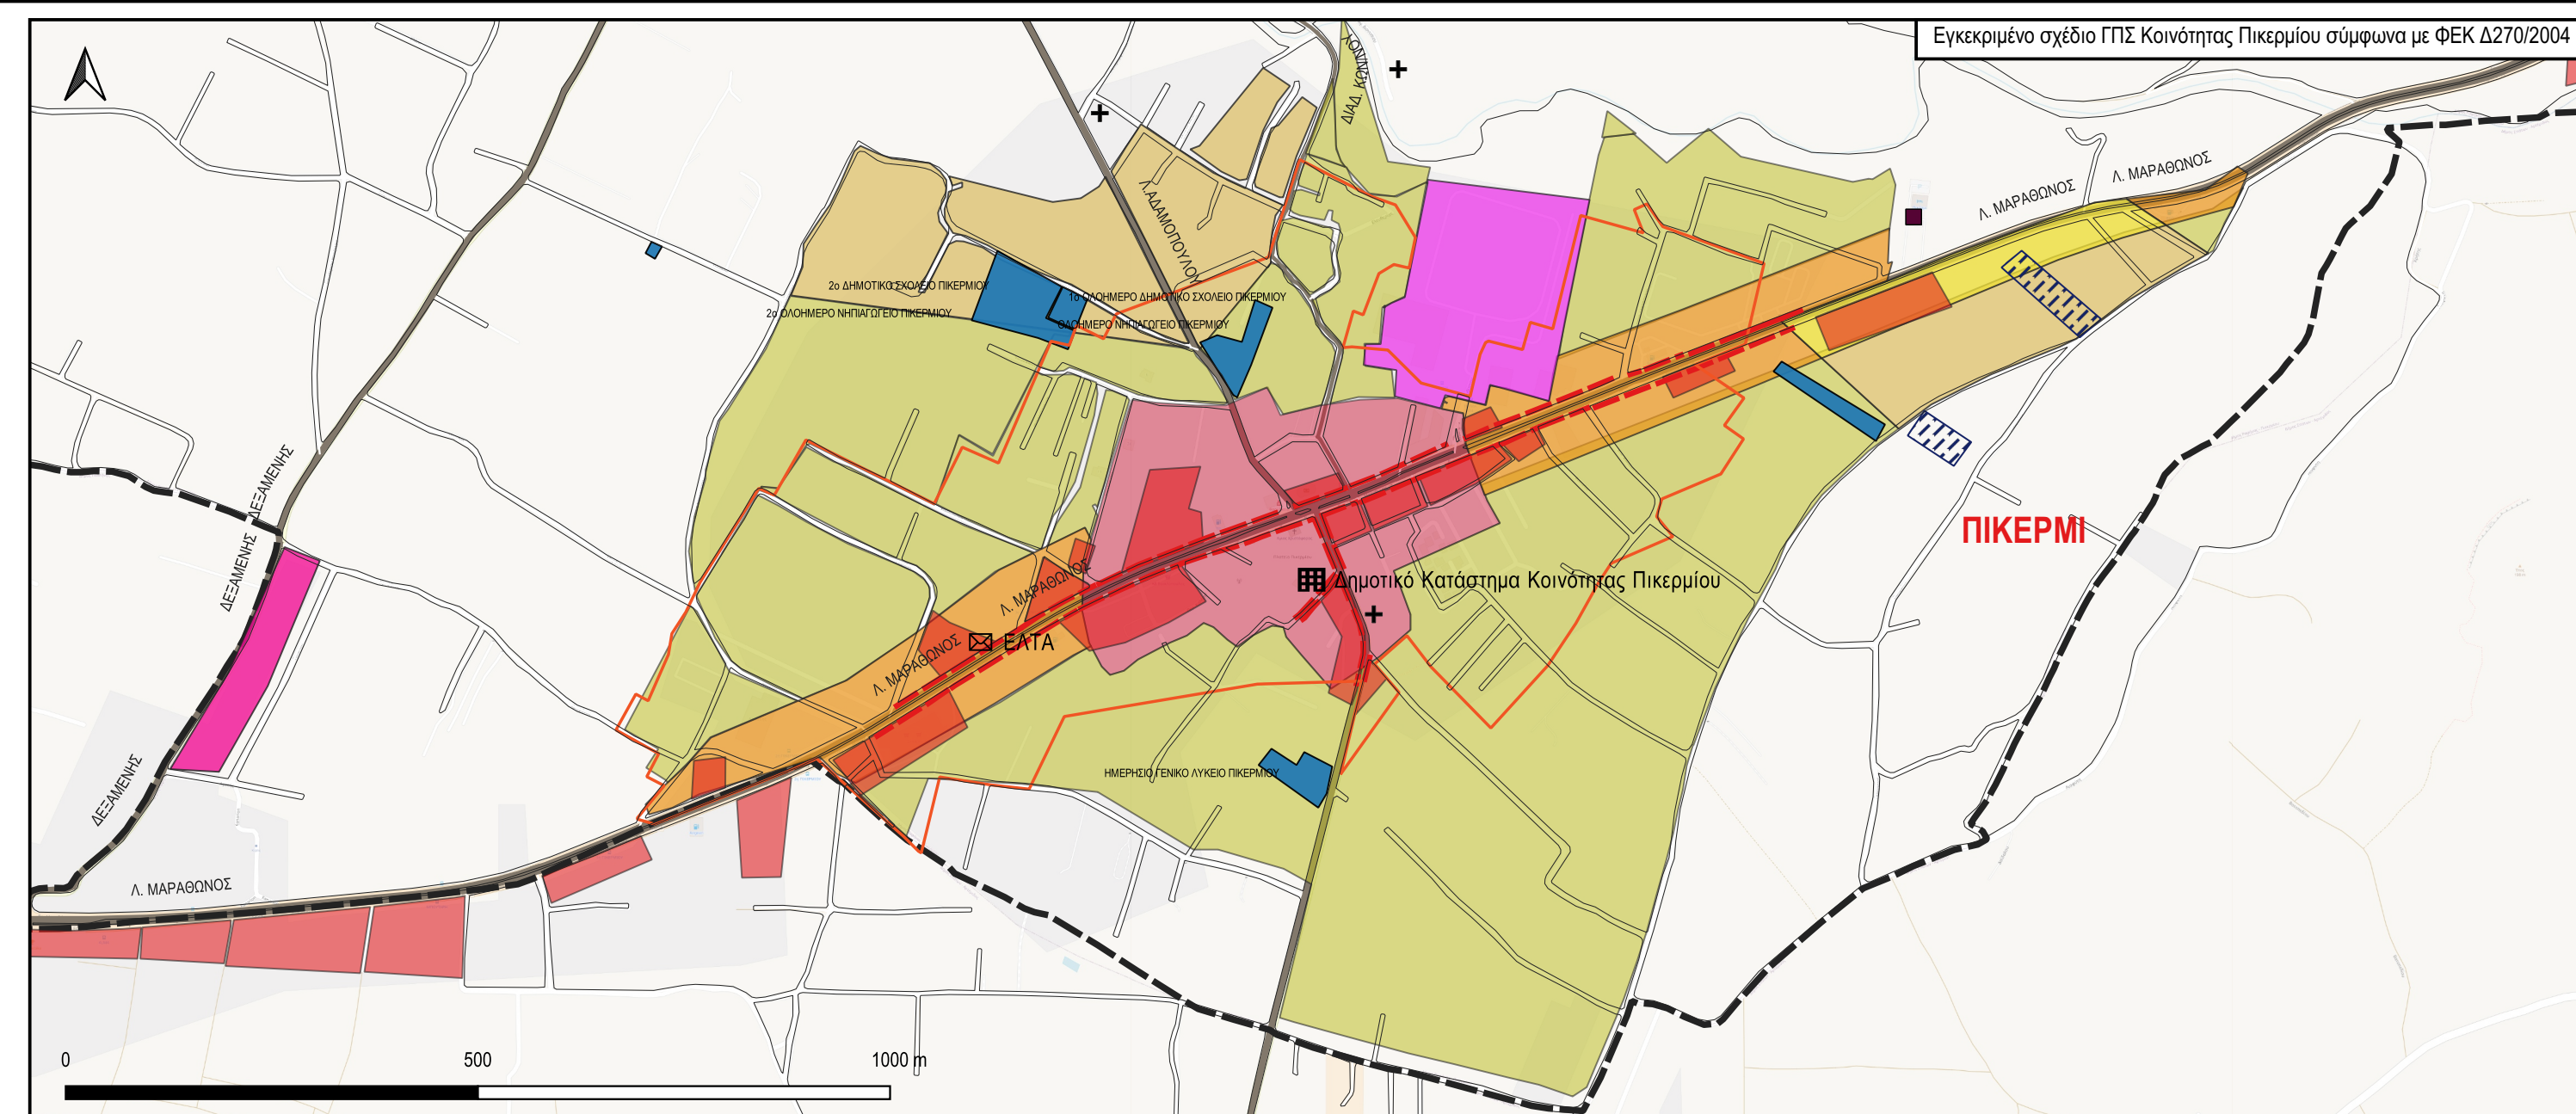 Εγκεκριμένο σχέδιο ΓΠΣ Κοινότητας Πικερμίου σύμφωνα με ΦΕΚ Δ270/2004
ΔΙΑΔ. ΚΩΝ
Λ. ΜΑΡΑΘΩΝΟΣ
Λ. ΜΑΡΑΘΩΝΟΣ
Λ.ΑΔΑΜΟΠΟΥΛΟΥ
2ο ΔΗΜΟΤΙΚΟ ΣΧΟΛΕΙΟ ΠΙΚΕΡΜΙΟΥ
1ο ΟΛΟΗΜΕΡΟ ΔΗΜΟΤΙΚΟ ΣΧΟΛΕΙΟ ΠΙΚΕΡΜΙΟΥ
2ο ΟΛΟΗΜΕΡΟ ΝΗΠΙΑΓΩΓΕΙΟ ΠΙΚΕΡΜΙΟΥ
ΟΛΟΗΜΕΡΟ ΝΗΠΙΑΓΩΓΕΙΟ ΠΙΚΕΡΜΙΟΥ
ΔΕΞΑΜΕΝΗΣ
ΔΕΞΑΜΕΝΗΣ
ΠΙΚΕΡΜΙ
Λ. ΜΑΡΑΘΩΝΟΣ
Δημοτικό Κατάστημα Κοινότητας Πικερμίου
ΕΛΤΑ
Λ. ΜΑΡΑΘΩΝΟΣ
ΗΜΕΡΗΣΙΟ ΓΕΝΙΚΟ ΛΥΚΕΙΟ ΠΙΚΕΡΜΙΟΥ
ΔΕΞΑΜΕΝΗΣ
Λ. ΜΑΡΑΘΩΝΟΣ
0 500 1000 m